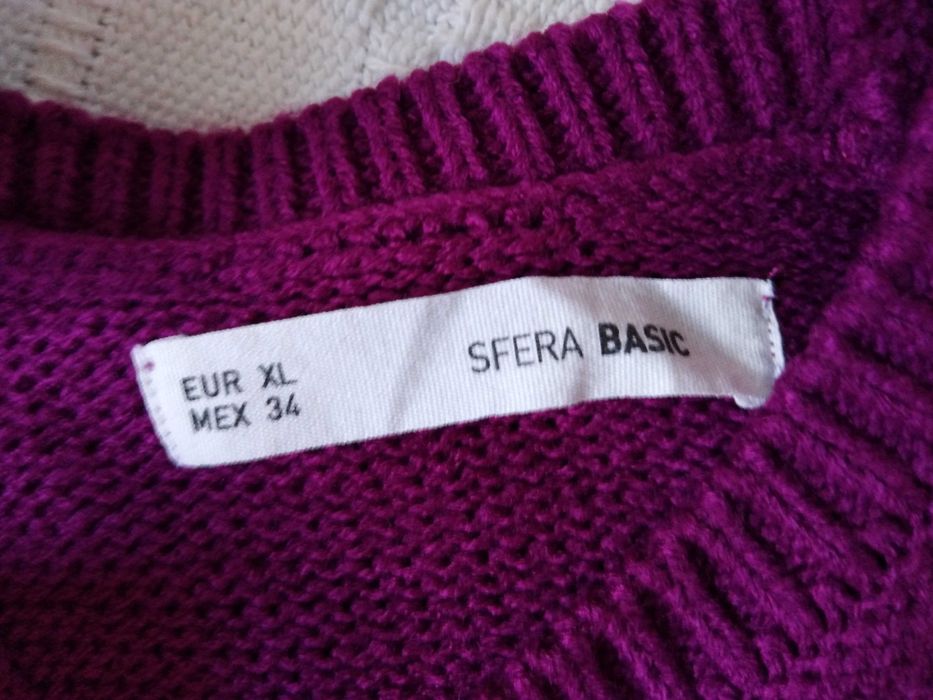 EUR XL
MEX 34
SFERA BASIC